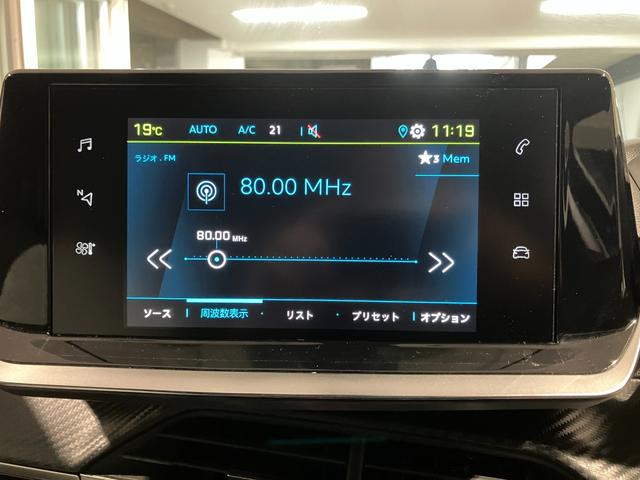 19°C AUTO A/C 21 11:19
ラジオ . FM
3 Mem
N
80.00 MHz
80.00 MHz
ソース 周波数表示 リスト プリセット オプション